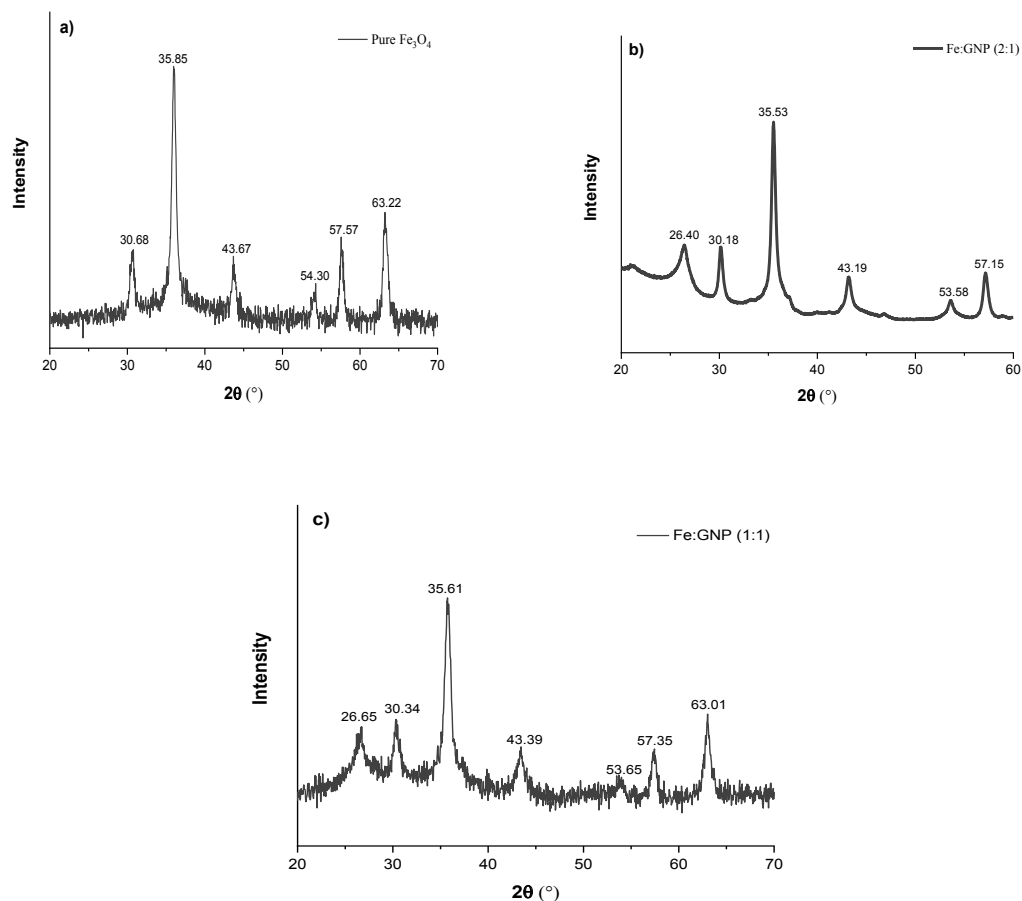 a)
Pure Fe₃O₄
35.85
30.68
43.67
54.30
57.57
63.22
Intensity
20 30 40 50 60 70
2θ (°)
b)
Fe:GNP (2:1)
35.53
26.40
30.18
43.19
53.58
57.15
Intensity
20 30 40 50 60
2θ (°)
c)
Fe:GNP (1:1)
35.61
26.65
30.34
43.39
53.65
57.35
63.01
Intensity
20 30 40 50 60 70
2θ (°)